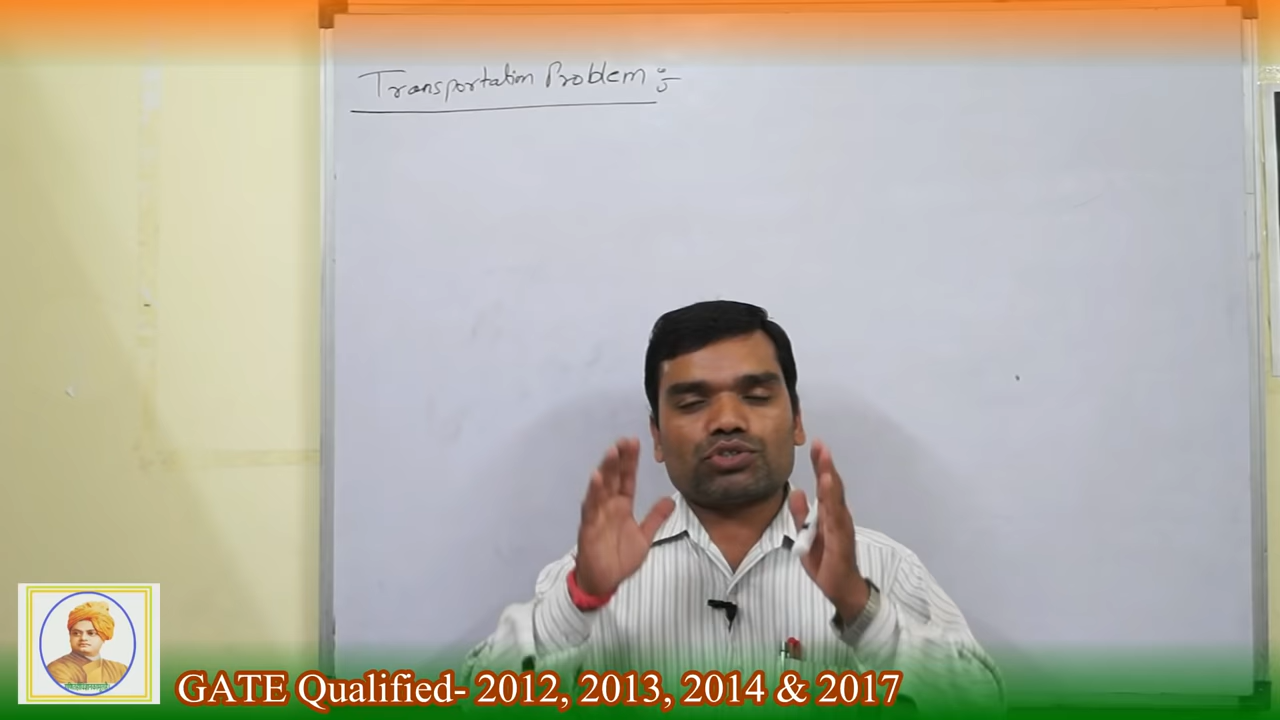 Transportation Problem :-
GATE Qualified- 2012, 2013, 2014 & 2017